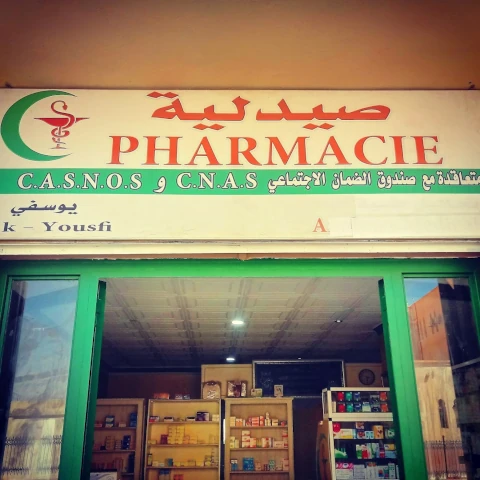 صيدلية
PHARMACIE
متعاقدة مع صندوق الضمان الاجتماعي C.N.A.S و C.A.S.N.O.S
يوسفي
k - Yousfi
A